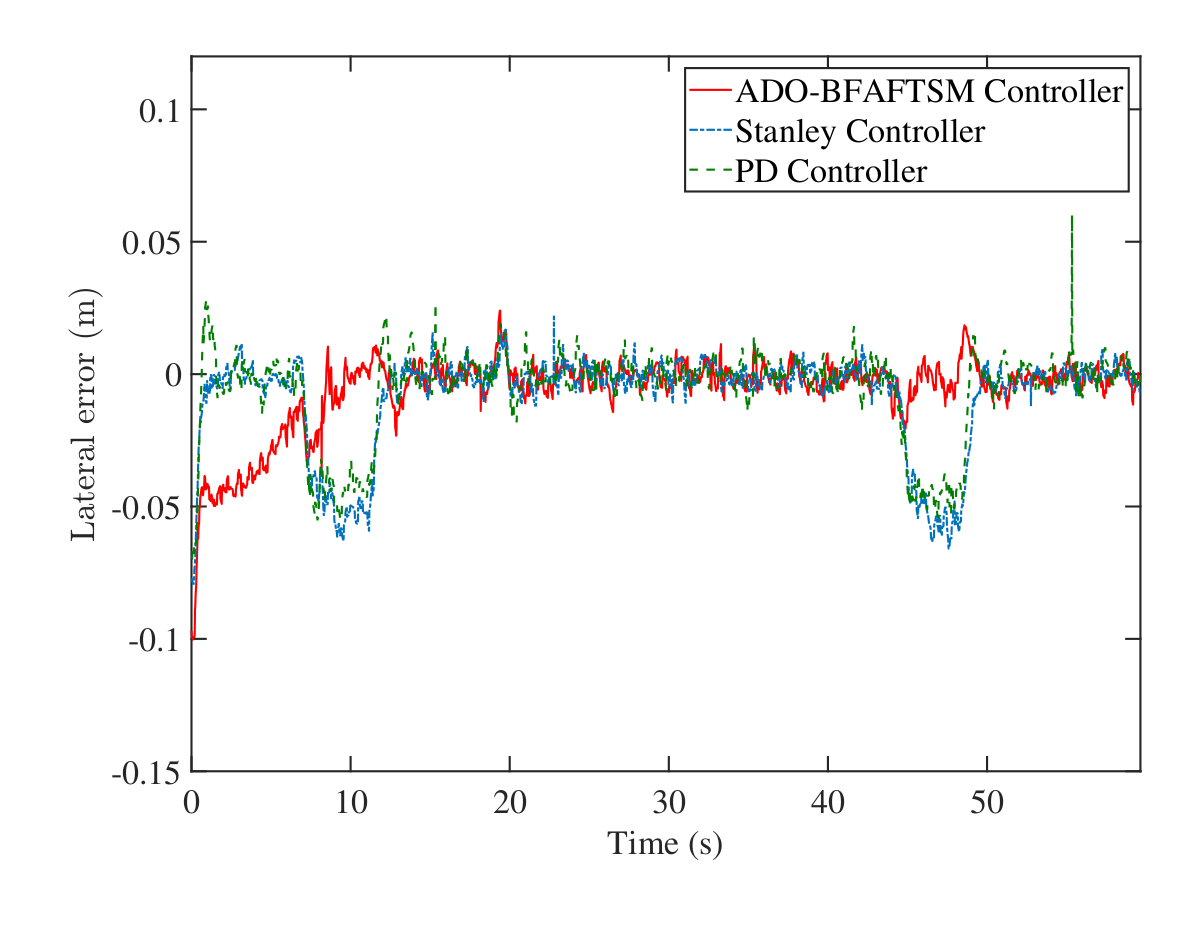 ADO-BFAFTSM Controller
Stanley Controller
PD Controller
0.1
0.05
0
-0.05
-0.1
-0.15
Lateral error (m)
0 10 20 30 40 50
Time (s)